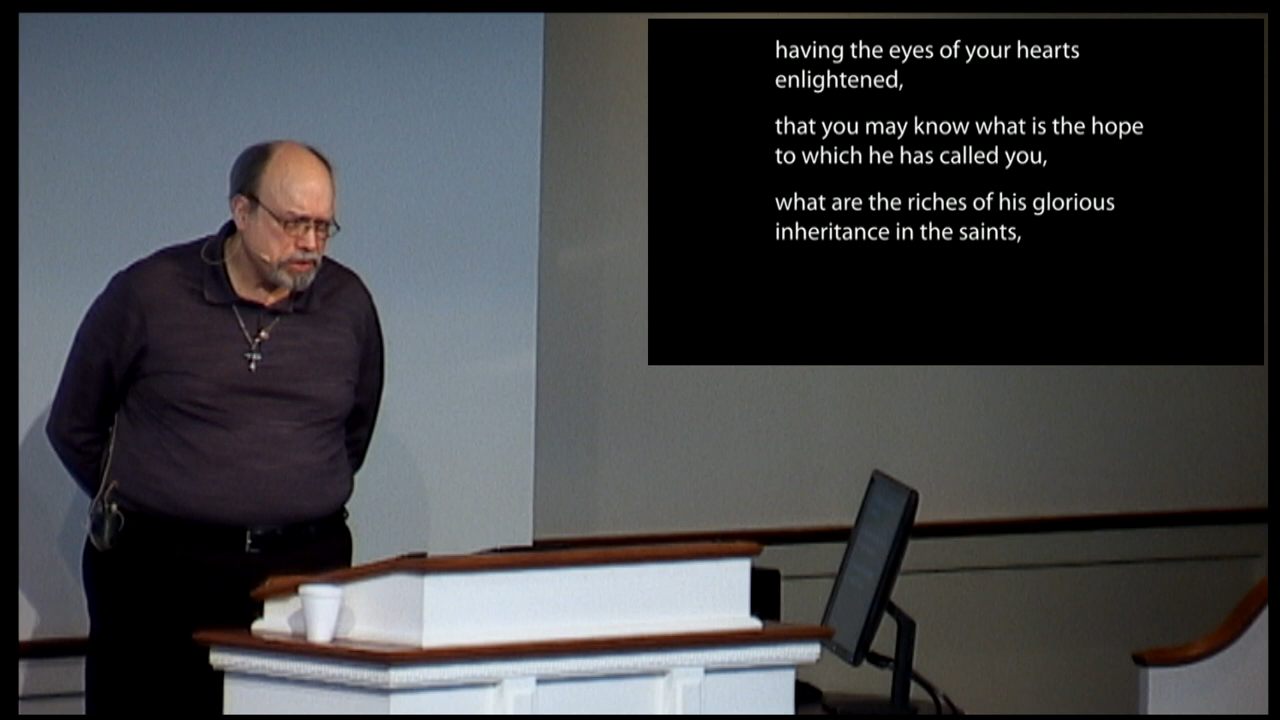 having the eyes of your hearts
enlightened,
that you may know what is the hope
to which he has called you,
what are the riches of his glorious
inheritance in the saints,